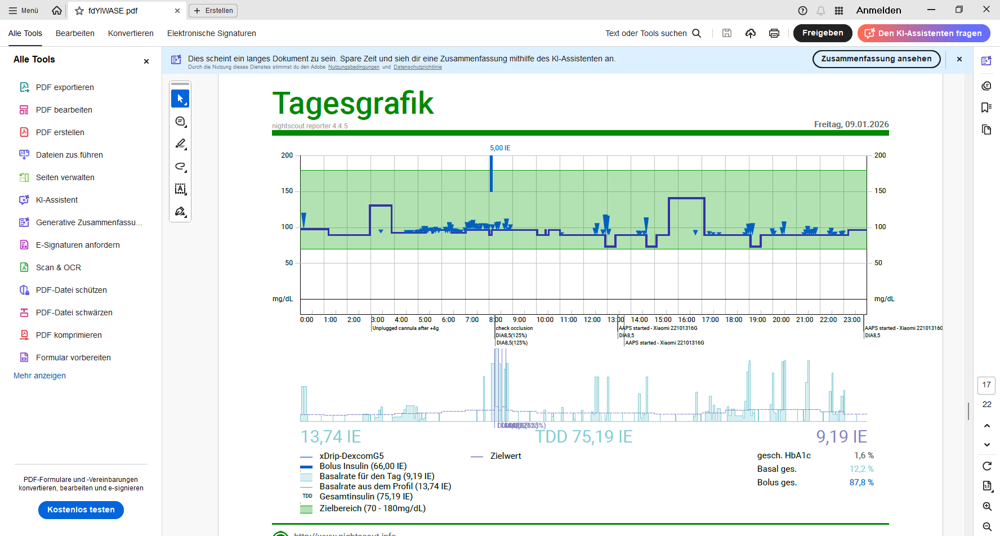 Menü
fdYIWASE.pdf
Erstellen
Anmelden
Alle Tools
Bearbeiten
Konvertieren
Elektronische Signaturen
Text oder Tools suchen
Freigeben
Den KI-Assistenten fragen
Alle Tools
Dies scheint ein langes Dokument zu sein. Spare Zeit und sieh dir eine Zusammenfassung mithilfe des KI-Assistenten an.
Durch die Nutzung dieses Dienstes stimmst du den Adobe Nutzungsbedingungen und Datenschutzrichtlinie
Zusammenfassung ansehen
PDF exportieren
PDF bearbeiten
PDF erstellen
Dateien zus.führen
Seiten verwalten
KI-Assistent
Generative Zusammenfassu...
E-Signaturen anfordern
Scan & OCR
PDF-Datei schützen
PDF-Datei schwärzen
PDF komprimieren
Formular vorbereiten
Mehr anzeigen
PDF-Formulare und -Vereinbarungen
konvertieren, bearbeiten und e-signieren
Kostenlos testen
Tagesgrafik
nightscout reporter 4.4.5
Freitag, 09.01.2026
5,00 IE
200 200
150 150
100 100
50 50
mg/dL mg/dL
0:00 1:00 2:00 3:00 4:00 5:00 6:00 7:00 8:00 9:00 10:00 11:00 12:00 13:00 14:00 15:00 16:00 17:00 18:00 19:00 20:00 21:00 22:00 23:00
Unplugged cannula after +4g
check occlusion
DIA8,5(125%)
DIA8,5(125%)
AAPS started - Xiaomi 22101316G
DIA8,5
AAPS started - Xiaomi 22101316G
AAPS started - Xiaomi 22101316G
DIA8,5
13,74 IE
TDD 75,19 IE
9,19 IE
xDrip-DexcomG5
Bolus Insulin (66,00 IE)
Basalrate für den Tag (9,19 IE)
Basalrate aus dem Profil (13,74 IE)
TDD Gesamtinsulin (75,19 IE)
Zielbereich (70 - 180mg/dL)
Zielwert
gesch. HbA1c 1,6 %
Basal ges. 12,2 %
Bolus ges. 87,8 %
http://www.nightscout.info
17
22